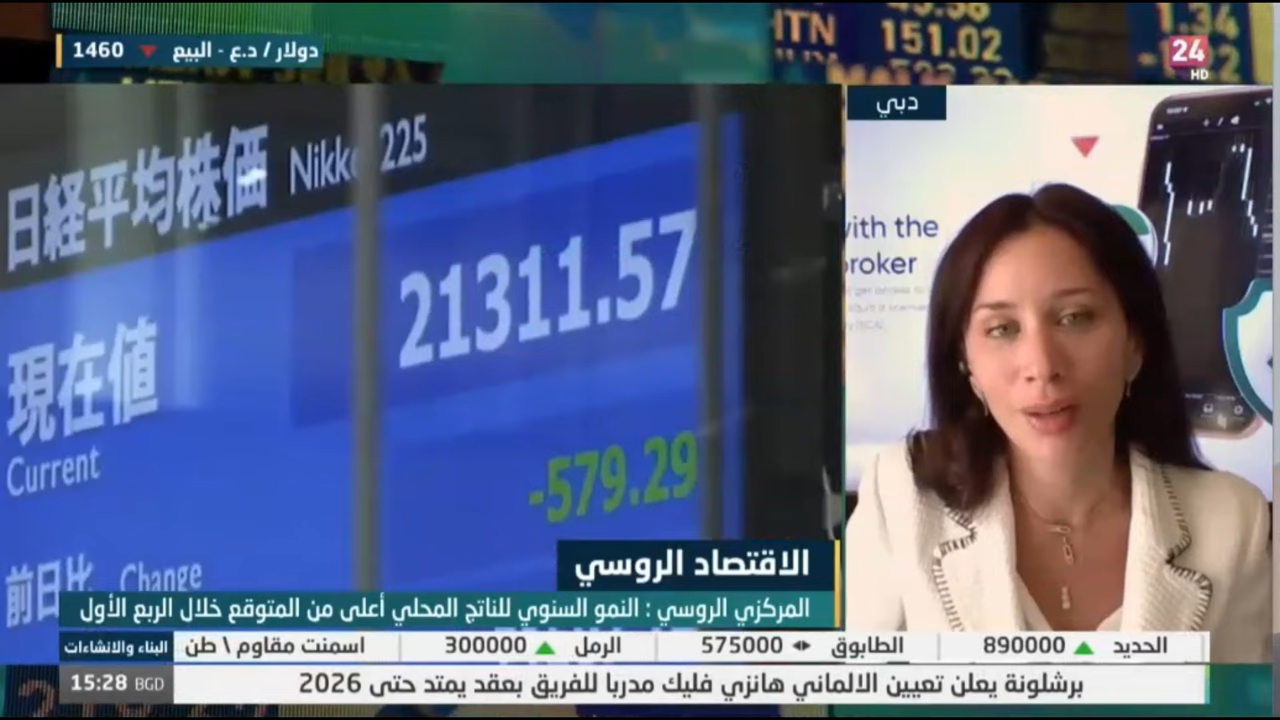 دولار / د.ع - البيع 1460
HTN
151.02
1.34
24
HD
دبي
日経平均株価 Nikkei 225
21311.57
現在値
Current
-579.29
前日比 Change
with the
broker
الاقتصاد الروسي
المركزي الروسي : النمو السنوي للناتج المحلي أعلى من المتوقع خلال الربع الأول
البناء والانشاءات
الحديد 890000
الطابوق 575000
الرمل 300000
اسمنت مقاوم \ طن
15:28 BGD
برشلونة يعلن تعيين الالماني هانزي فليك مدربا للفريق بعقد يمتد حتى 2026